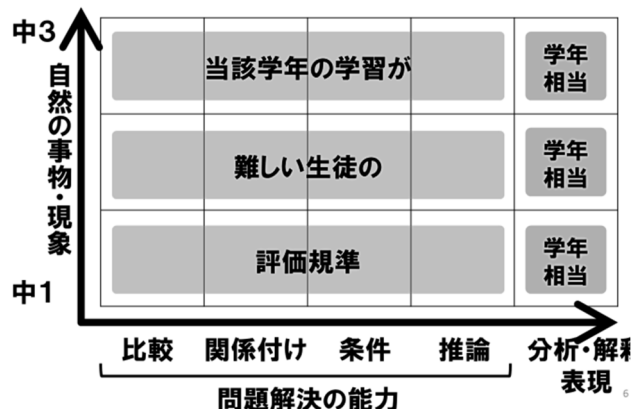 中3
自然の事物・現象
中1
当該学年の学習が
学年
相当
難しい生徒の
学年
相当
評価規準
学年
相当
比較
関係付け
条件
推論
分析・解釈
表現
問題解決の能力
6